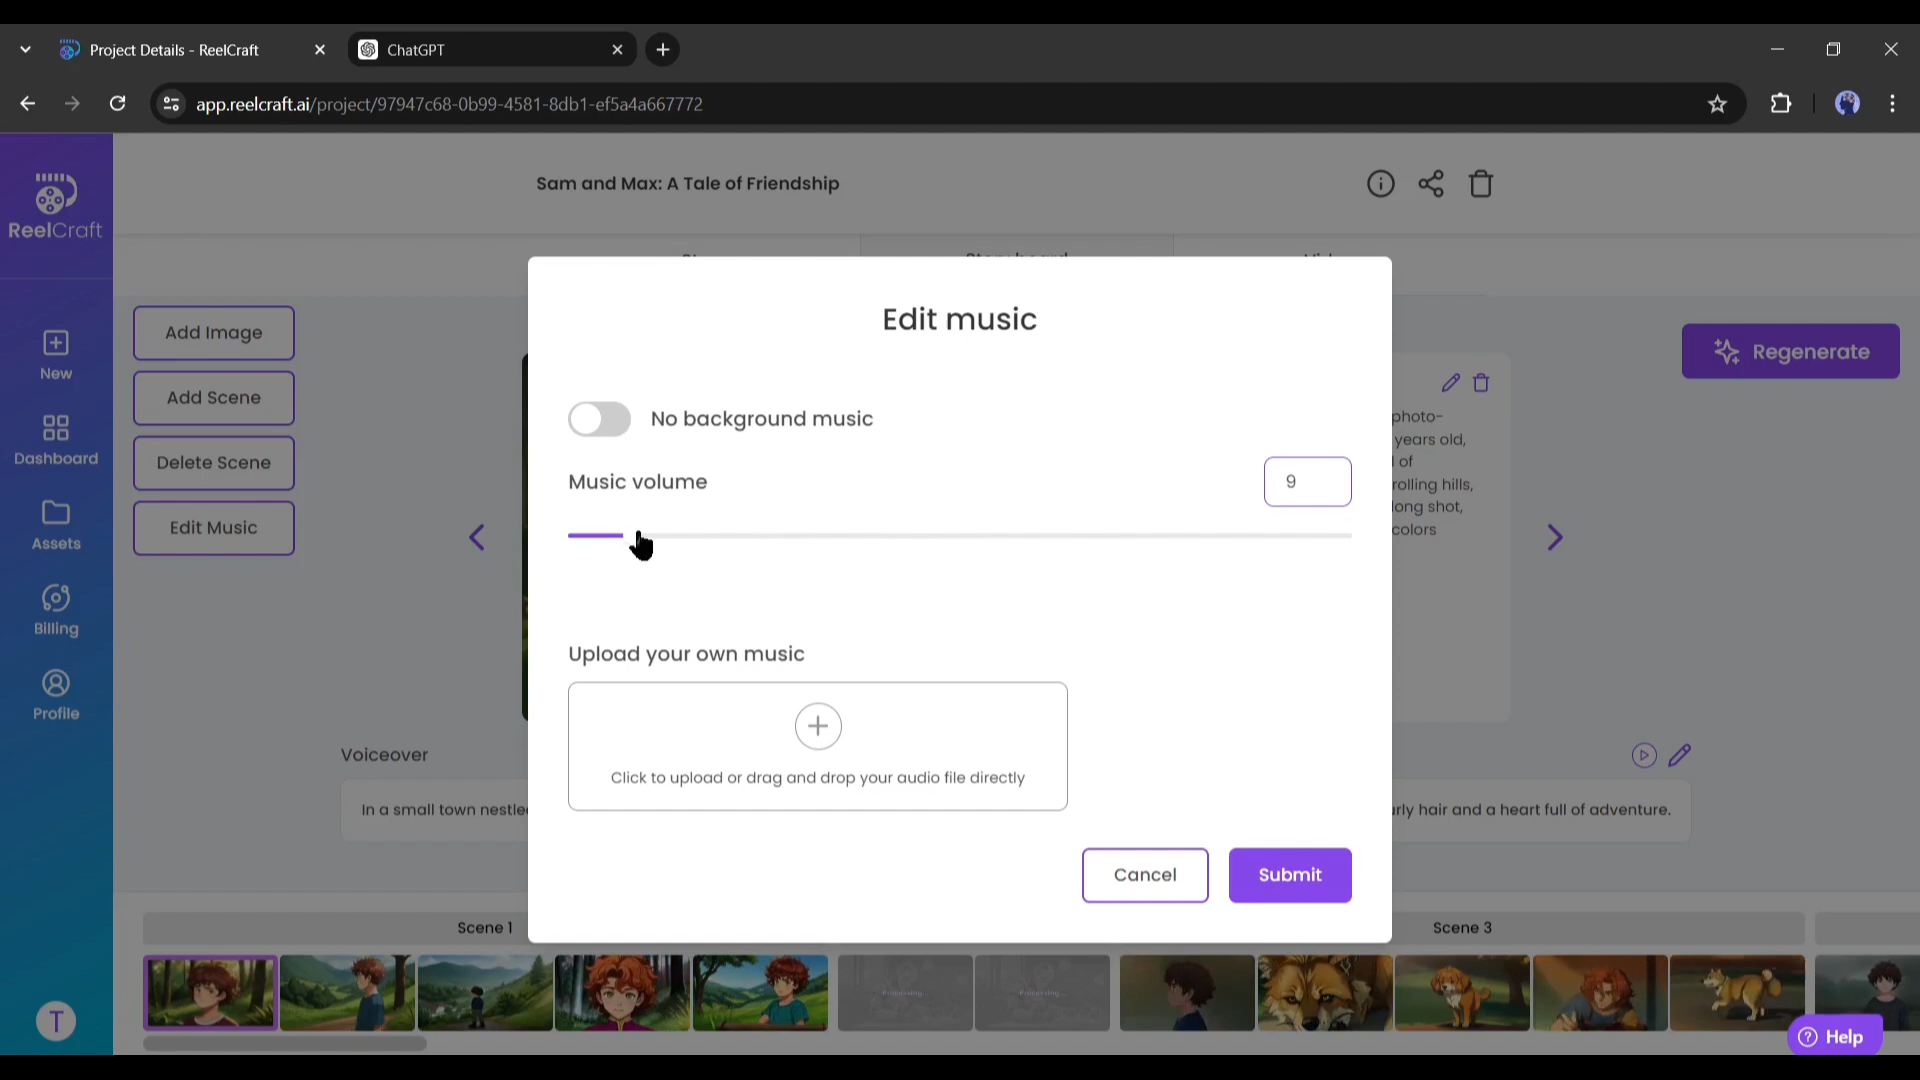 Project Details - ReelCraft
ChatGPT
app.reelcraft.ai/project/97947c68-0b99-4581-8db1-ef5a4a667772
ReelCraft
Sam and Max: A Tale of Friendship
New
Dashboard
Assets
Billing
Profile
T
Add Image
Add Scene
Delete Scene
Edit Music
Regenerate
photo-
years old,
l of
rolling hills,
long shot,
colors
Edit music
No background music
Music volume
9
Upload your own music
Click to upload or drag and drop your audio file directly
Cancel
Submit
Voiceover
In a small town nestle
rly hair and a heart full of adventure.
Scene 1
Scene 3
Processing...
Processing...
Help